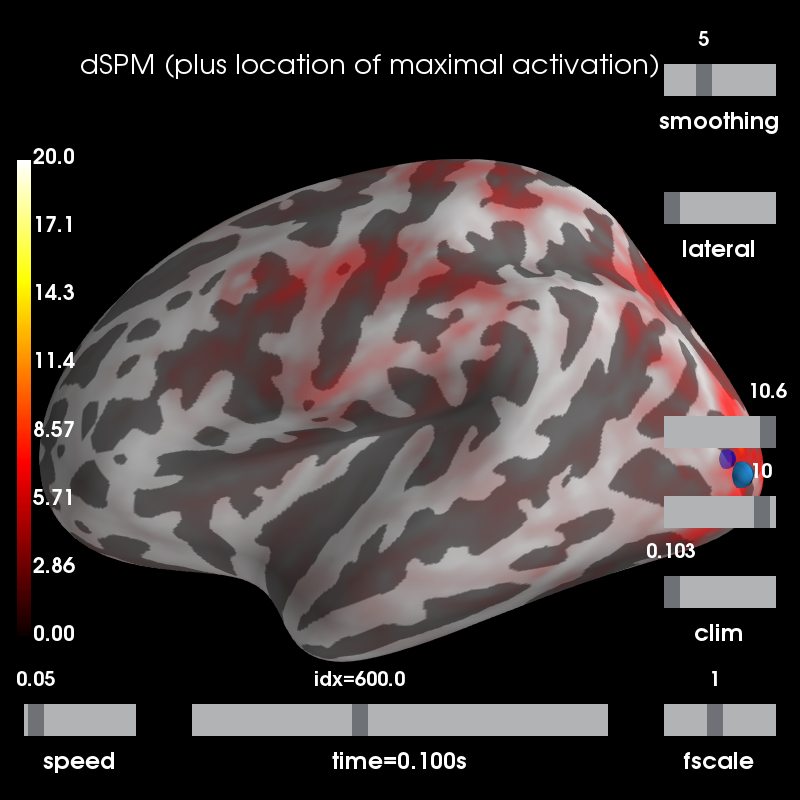 5
dSPM (plus location of maximal activation)
smoothing
20.0
17.1
lateral
14.3
11.4
10.6
8.57
10
5.71
0.103
2.86
0.00
clim
0.05
idx=600.0
1
speed
time=0.100s
fscale